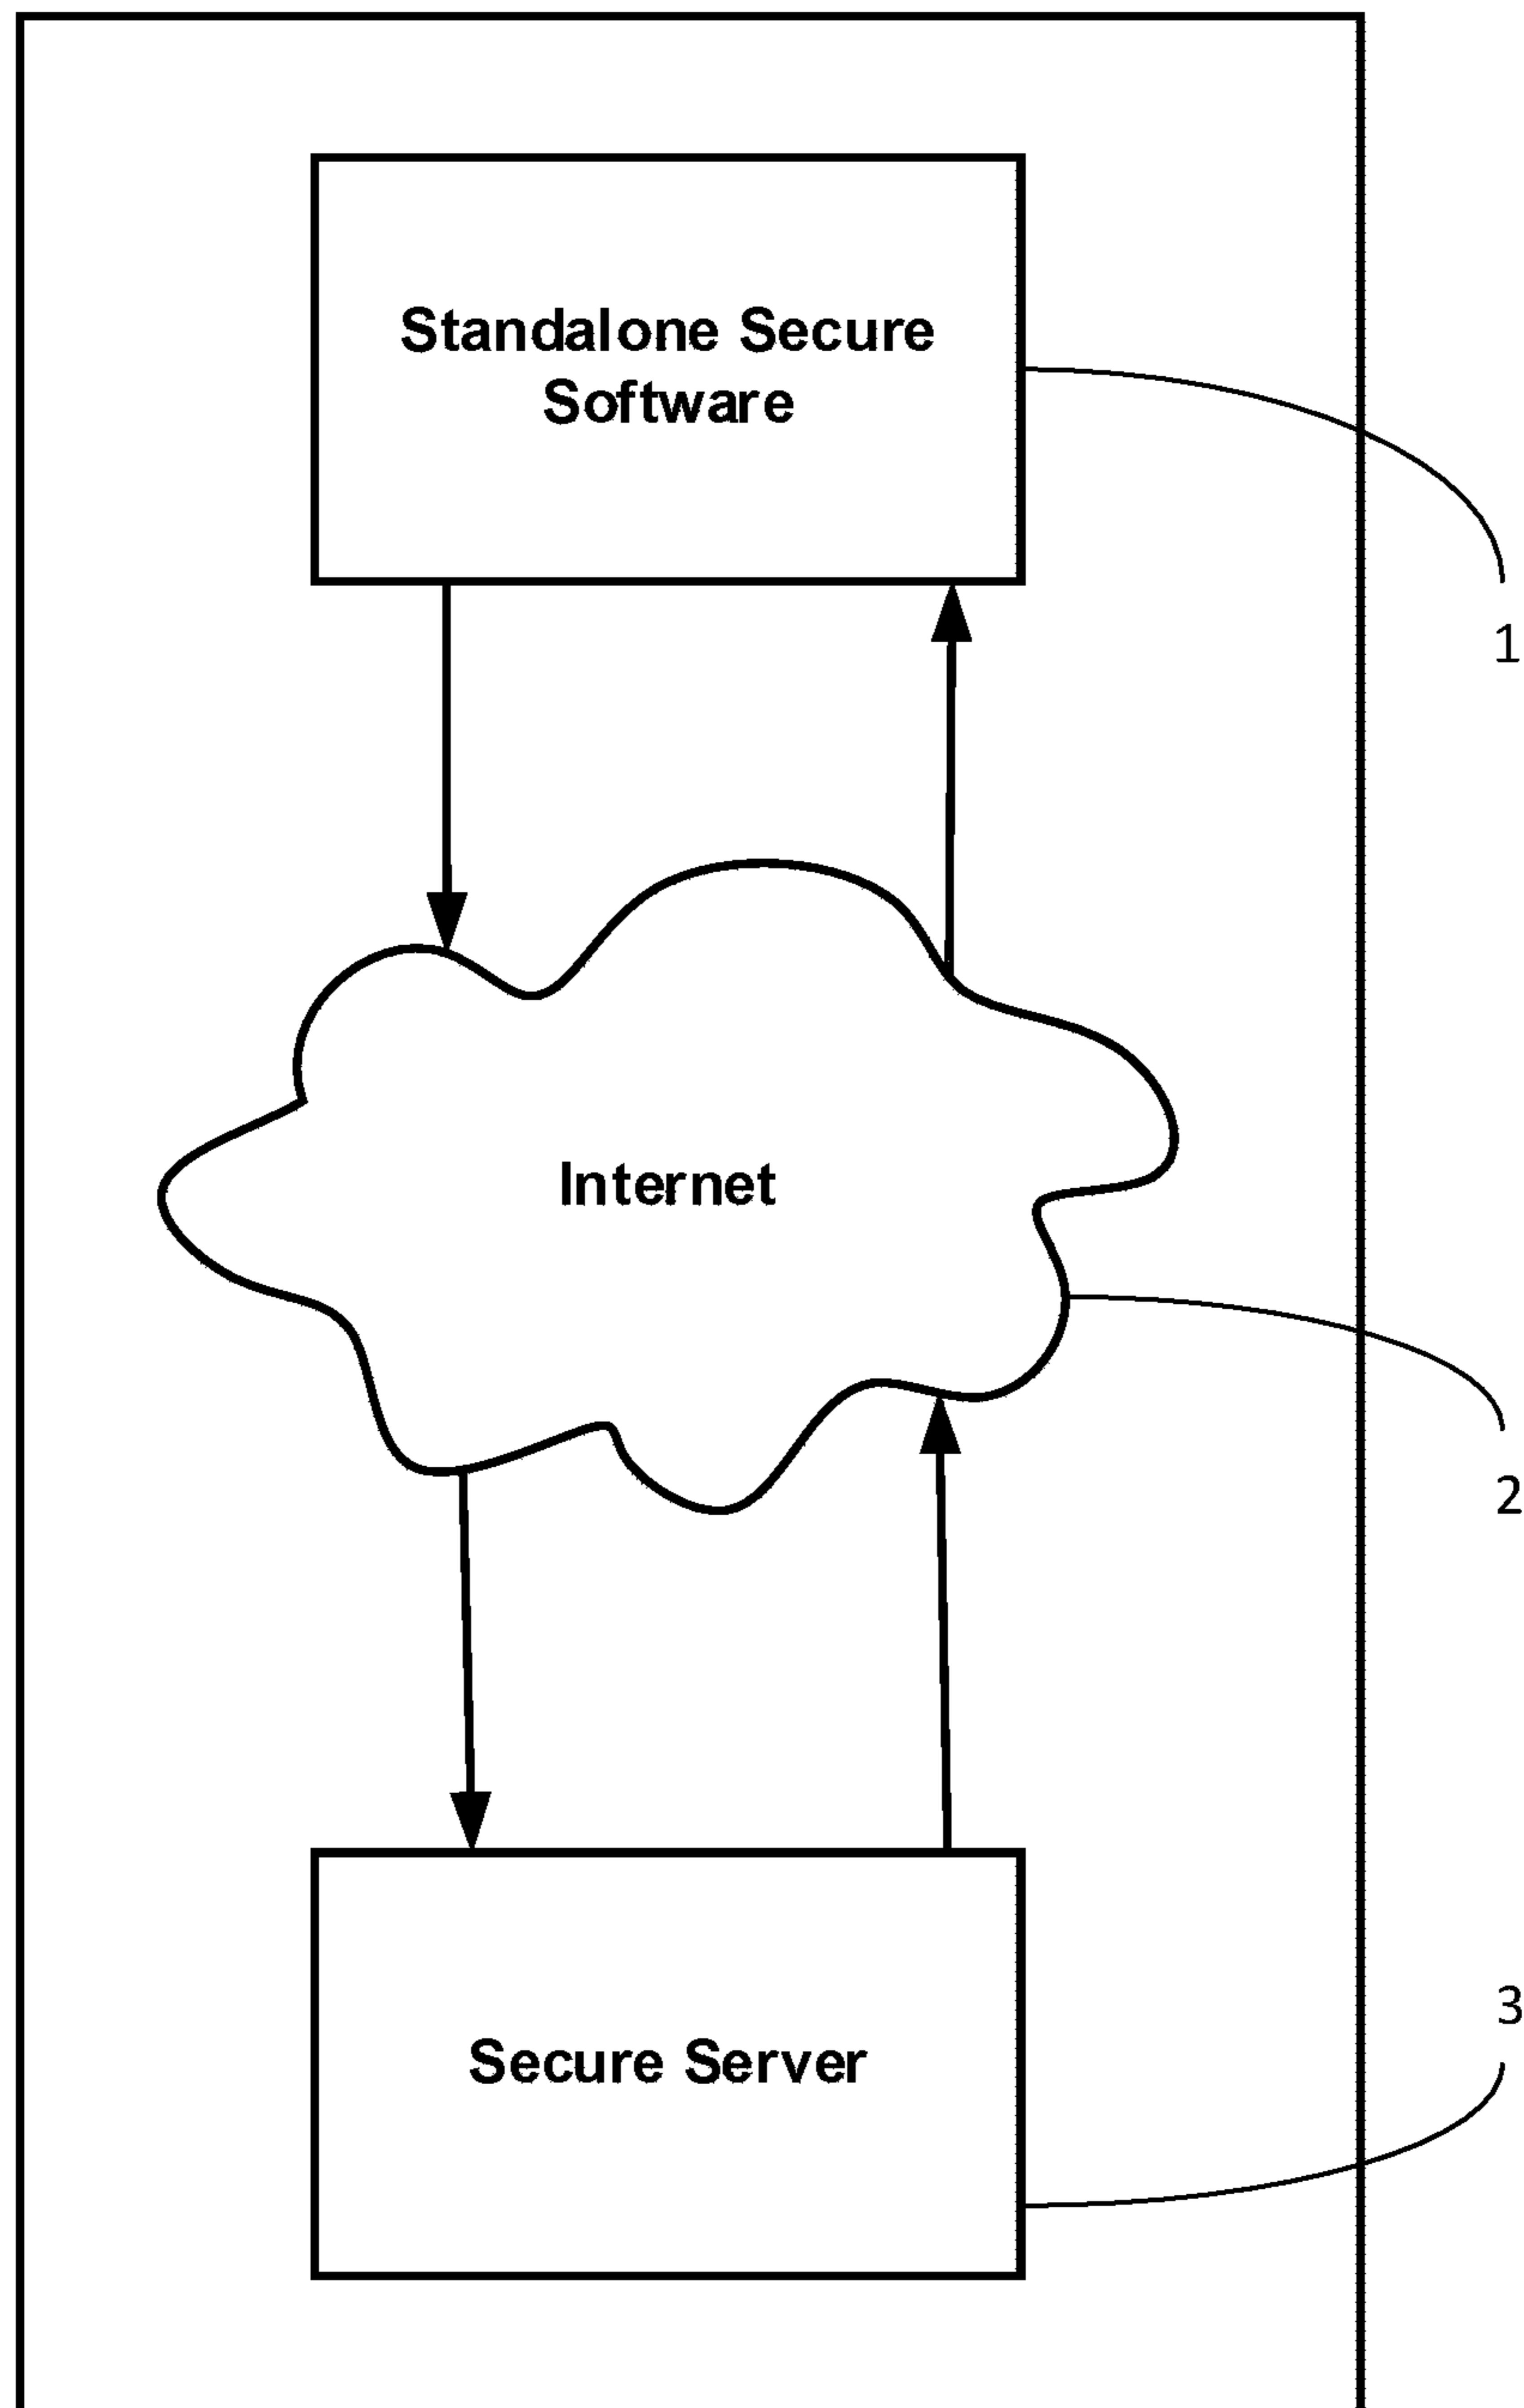 Standalone Secure
Software
1
Internet
2
3
Secure Server